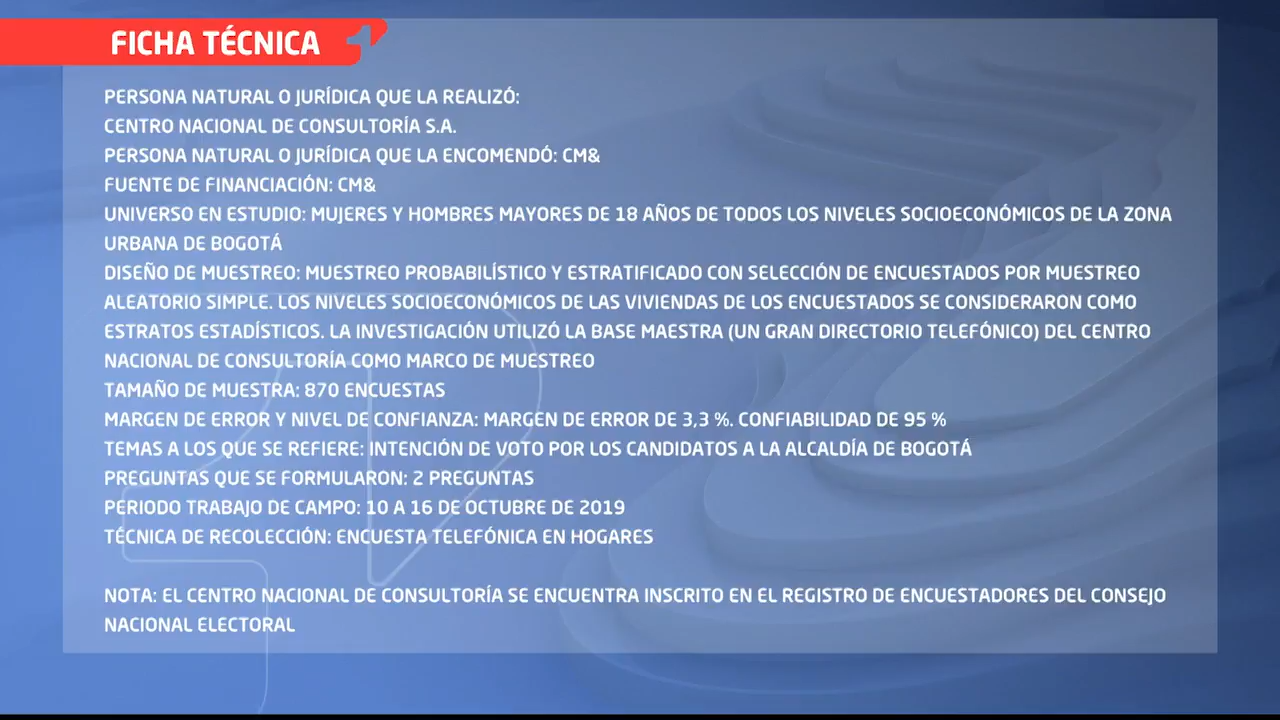 FICHA TÉCNICA
PERSONA NATURAL O JURÍDICA QUE LA REALIZÓ:
CENTRO NACIONAL DE CONSULTORÍA S.A.
PERSONA NATURAL O JURÍDICA QUE LA ENCOMENDÓ: CM&
FUENTE DE FINANCIACIÓN: CM&
UNIVERSO EN ESTUDIO: MUJERES Y HOMBRES MAYORES DE 18 AÑOS DE TODOS LOS NIVELES SOCIOECONÓMICOS DE LA ZONA
URBANA DE BOGOTÁ
DISEÑO DE MUESTREO: MUESTREO PROBABILÍSTICO Y ESTRATIFICADO CON SELECCIÓN DE ENCUESTADOS POR MUESTREO
ALEATORIO SIMPLE. LOS NIVELES SOCIOECONÓMICOS DE LAS VIVIENDAS DE LOS ENCUESTADOS SE CONSIDERARON COMO
ESTRATOS ESTADÍSTICOS. LA INVESTIGACIÓN UTILIZÓ LA BASE MAESTRA (UN GRAN DIRECTORIO TELEFÓNICO) DEL CENTRO
NACIONAL DE CONSULTORÍA COMO MARCO DE MUESTREO
TAMAÑO DE MUESTRA: 870 ENCUESTAS
MARGEN DE ERROR Y NIVEL DE CONFIANZA: MARGEN DE ERROR DE 3,3 %. CONFIABILIDAD DE 95 %
TEMAS A LOS QUE SE REFIERE: INTENCIÓN DE VOTO POR LOS CANDIDATOS A LA ALCALDÍA DE BOGOTÁ
PREGUNTAS QUE SE FORMULARON: 2 PREGUNTAS
PERIODO TRABAJO DE CAMPO: 10 A 16 DE OCTUBRE DE 2019
TÉCNICA DE RECOLECCIÓN: ENCUESTA TELEFÓNICA EN HOGARES
NOTA: EL CENTRO NACIONAL DE CONSULTORÍA SE ENCUENTRA INSCRITO EN EL REGISTRO DE ENCUESTADORES DEL CONSEJO
NACIONAL ELECTORAL